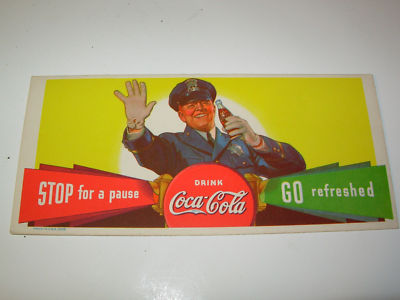 STOP for a pause
DRINK
Coca-Cola
GO refreshed